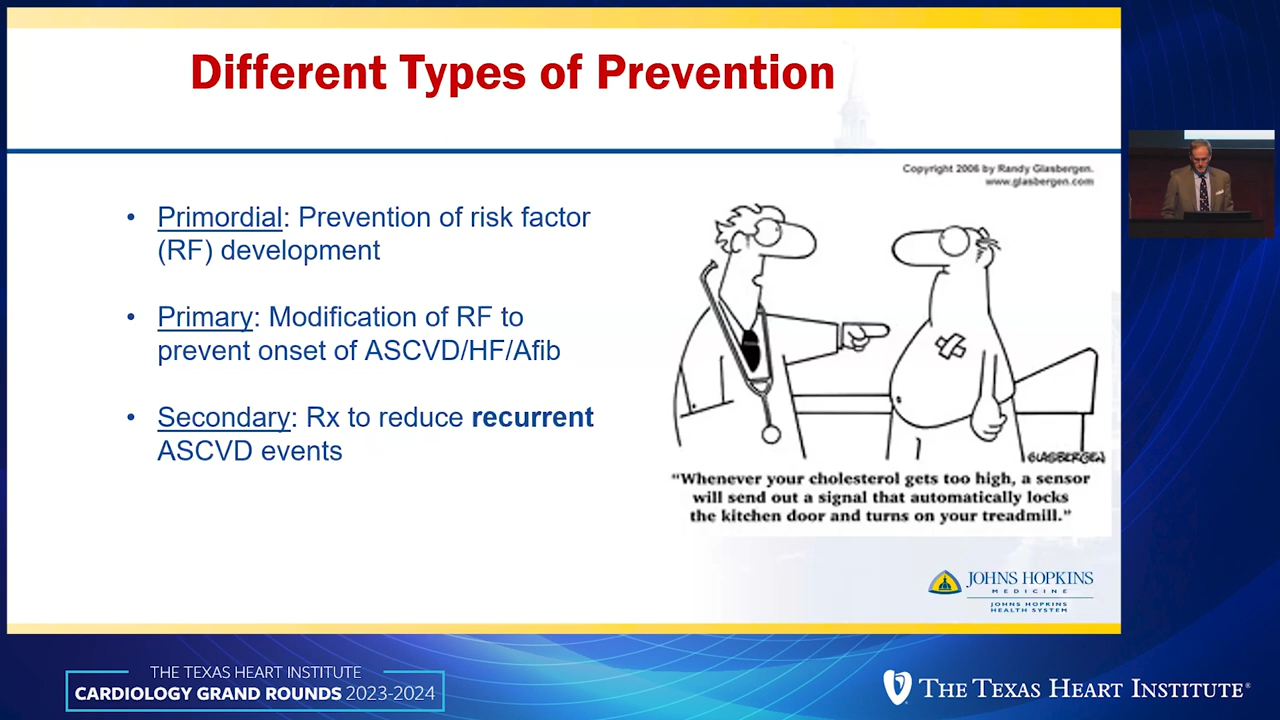 Different Types of Prevention
Copyright 2006 by Randy Glasbergen.
www.glasbergen.com
• Primordial: Prevention of risk factor
(RF) development
• Primary: Modification of RF to
prevent onset of ASCVD/HF/Afib
• Secondary: Rx to reduce recurrent
ASCVD events
GLASBERGEN
“Whenever your cholesterol gets too high, a sensor
will send out a signal that automatically locks
the kitchen door and turns on your treadmill.”
JOHNS HOPKINS
MEDICINE
JOHNS HOPKINS
HEALTH SYSTEM
THE TEXAS HEART INSTITUTE
CARDIOLOGY GRAND ROUNDS 2023-2024
THE TEXAS HEART INSTITUTE®